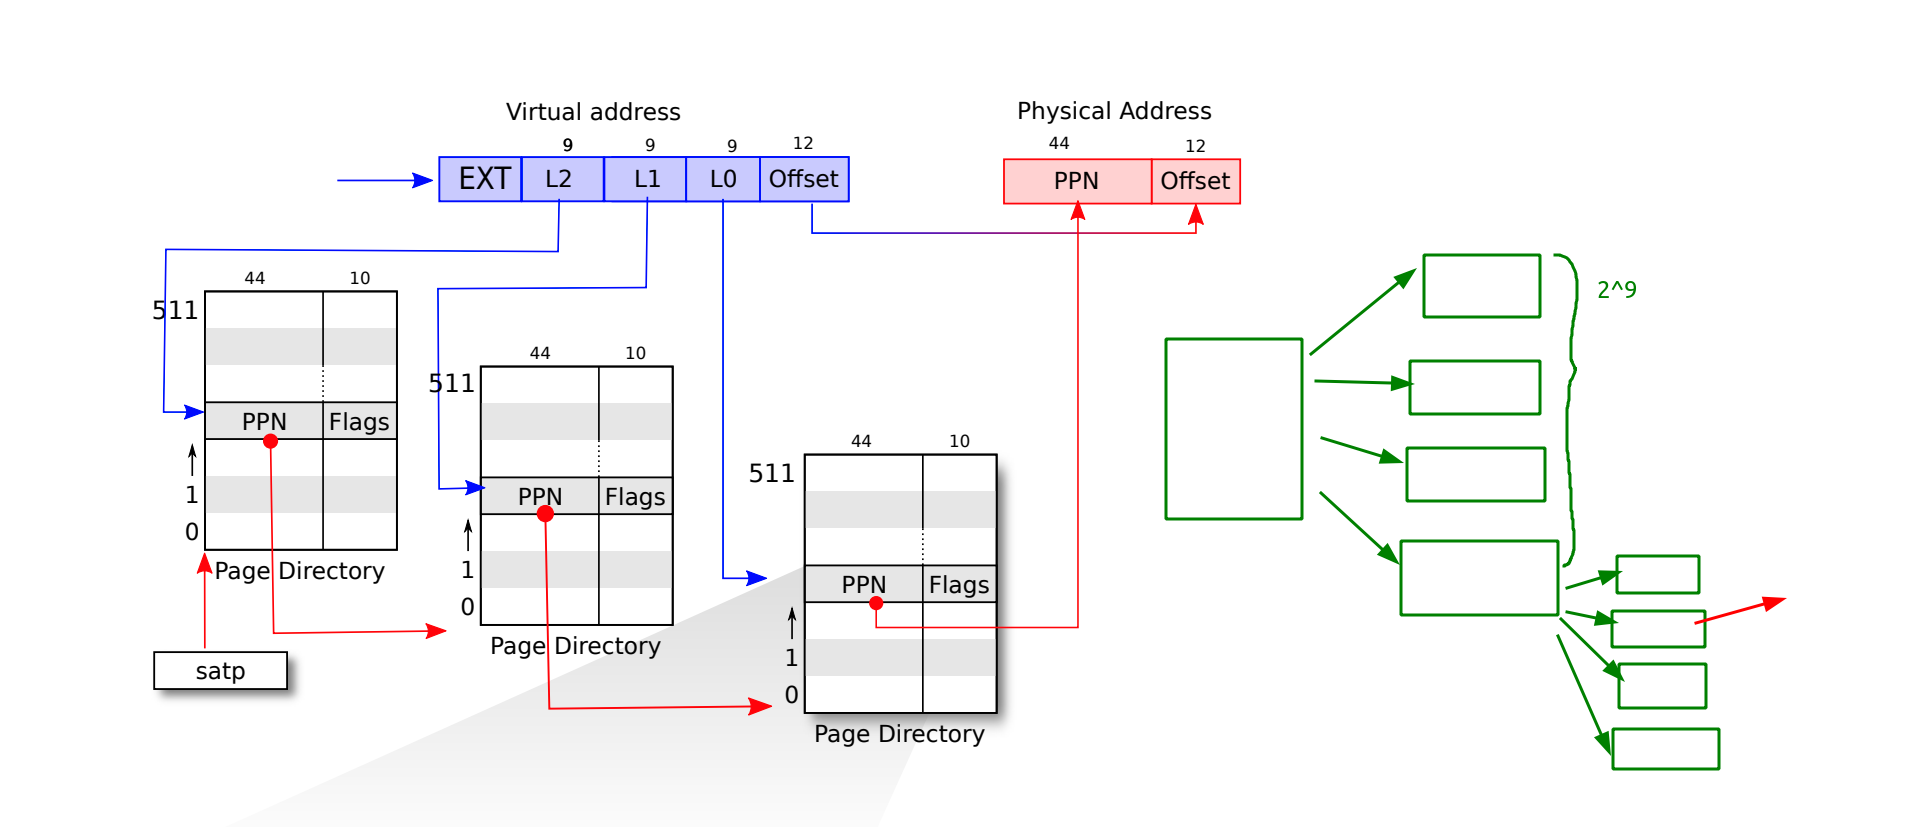 Virtual address
Physical Address
9 9 9 12
44 12
EXT L2 L1 L0 Offset
PPN Offset
44 10
511
PPN Flags
1
0
Page Directory
satp
44 10
511
PPN Flags
1
0
Page Directory
44 10
511
PPN Flags
1
0
Page Directory
2^9